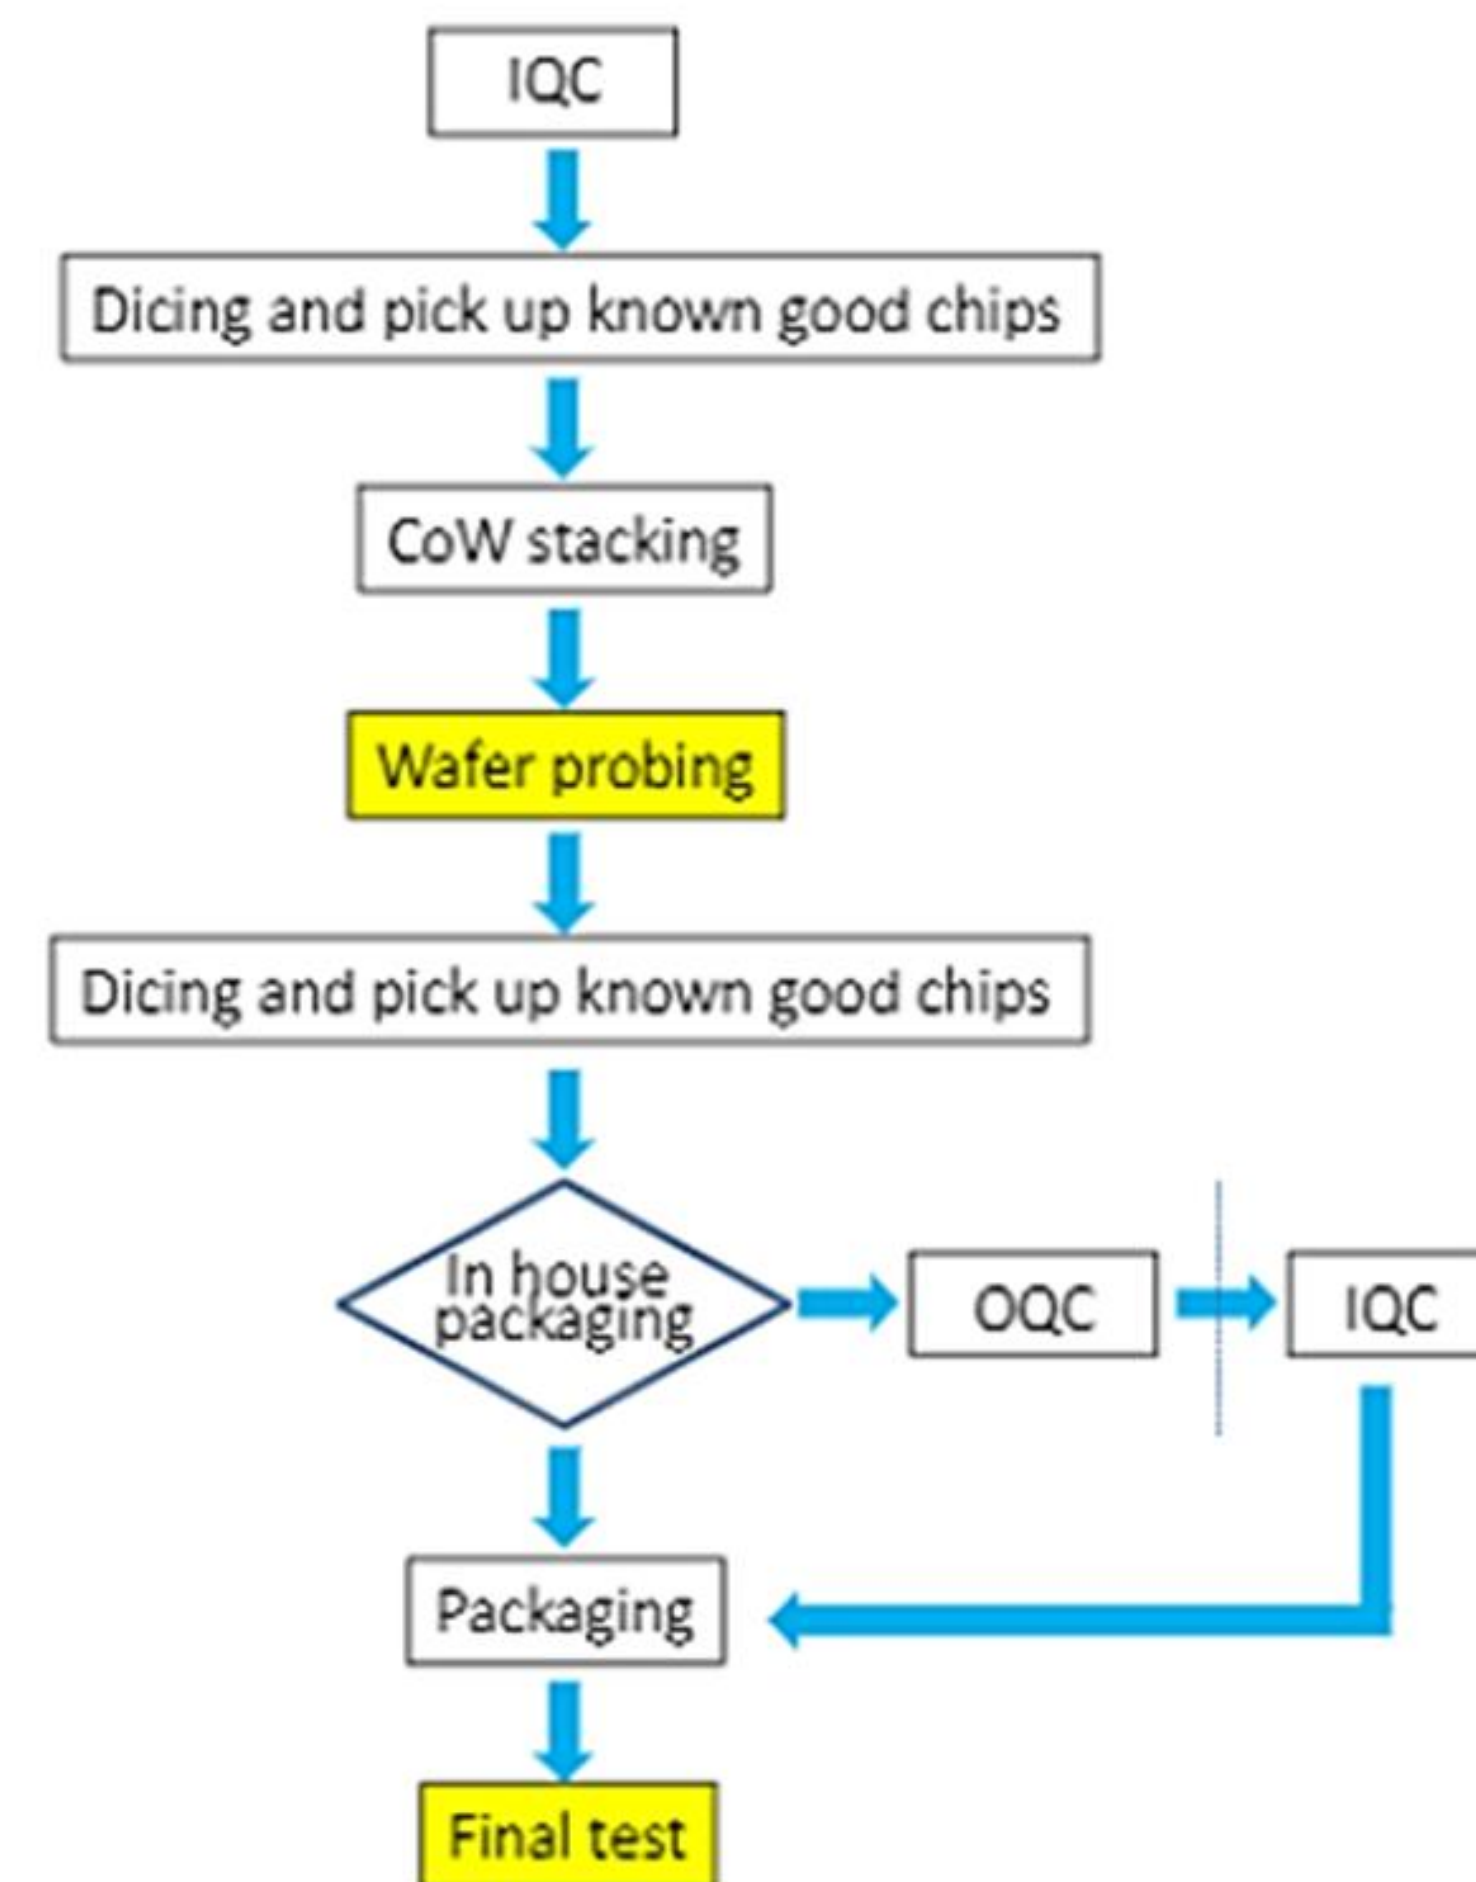 IQC
Dicing and pick up known good chips
CoW stacking
Wafer probing
Dicing and pick up known good chips
In house
packaging
OQC
IQC
Packaging
Final test